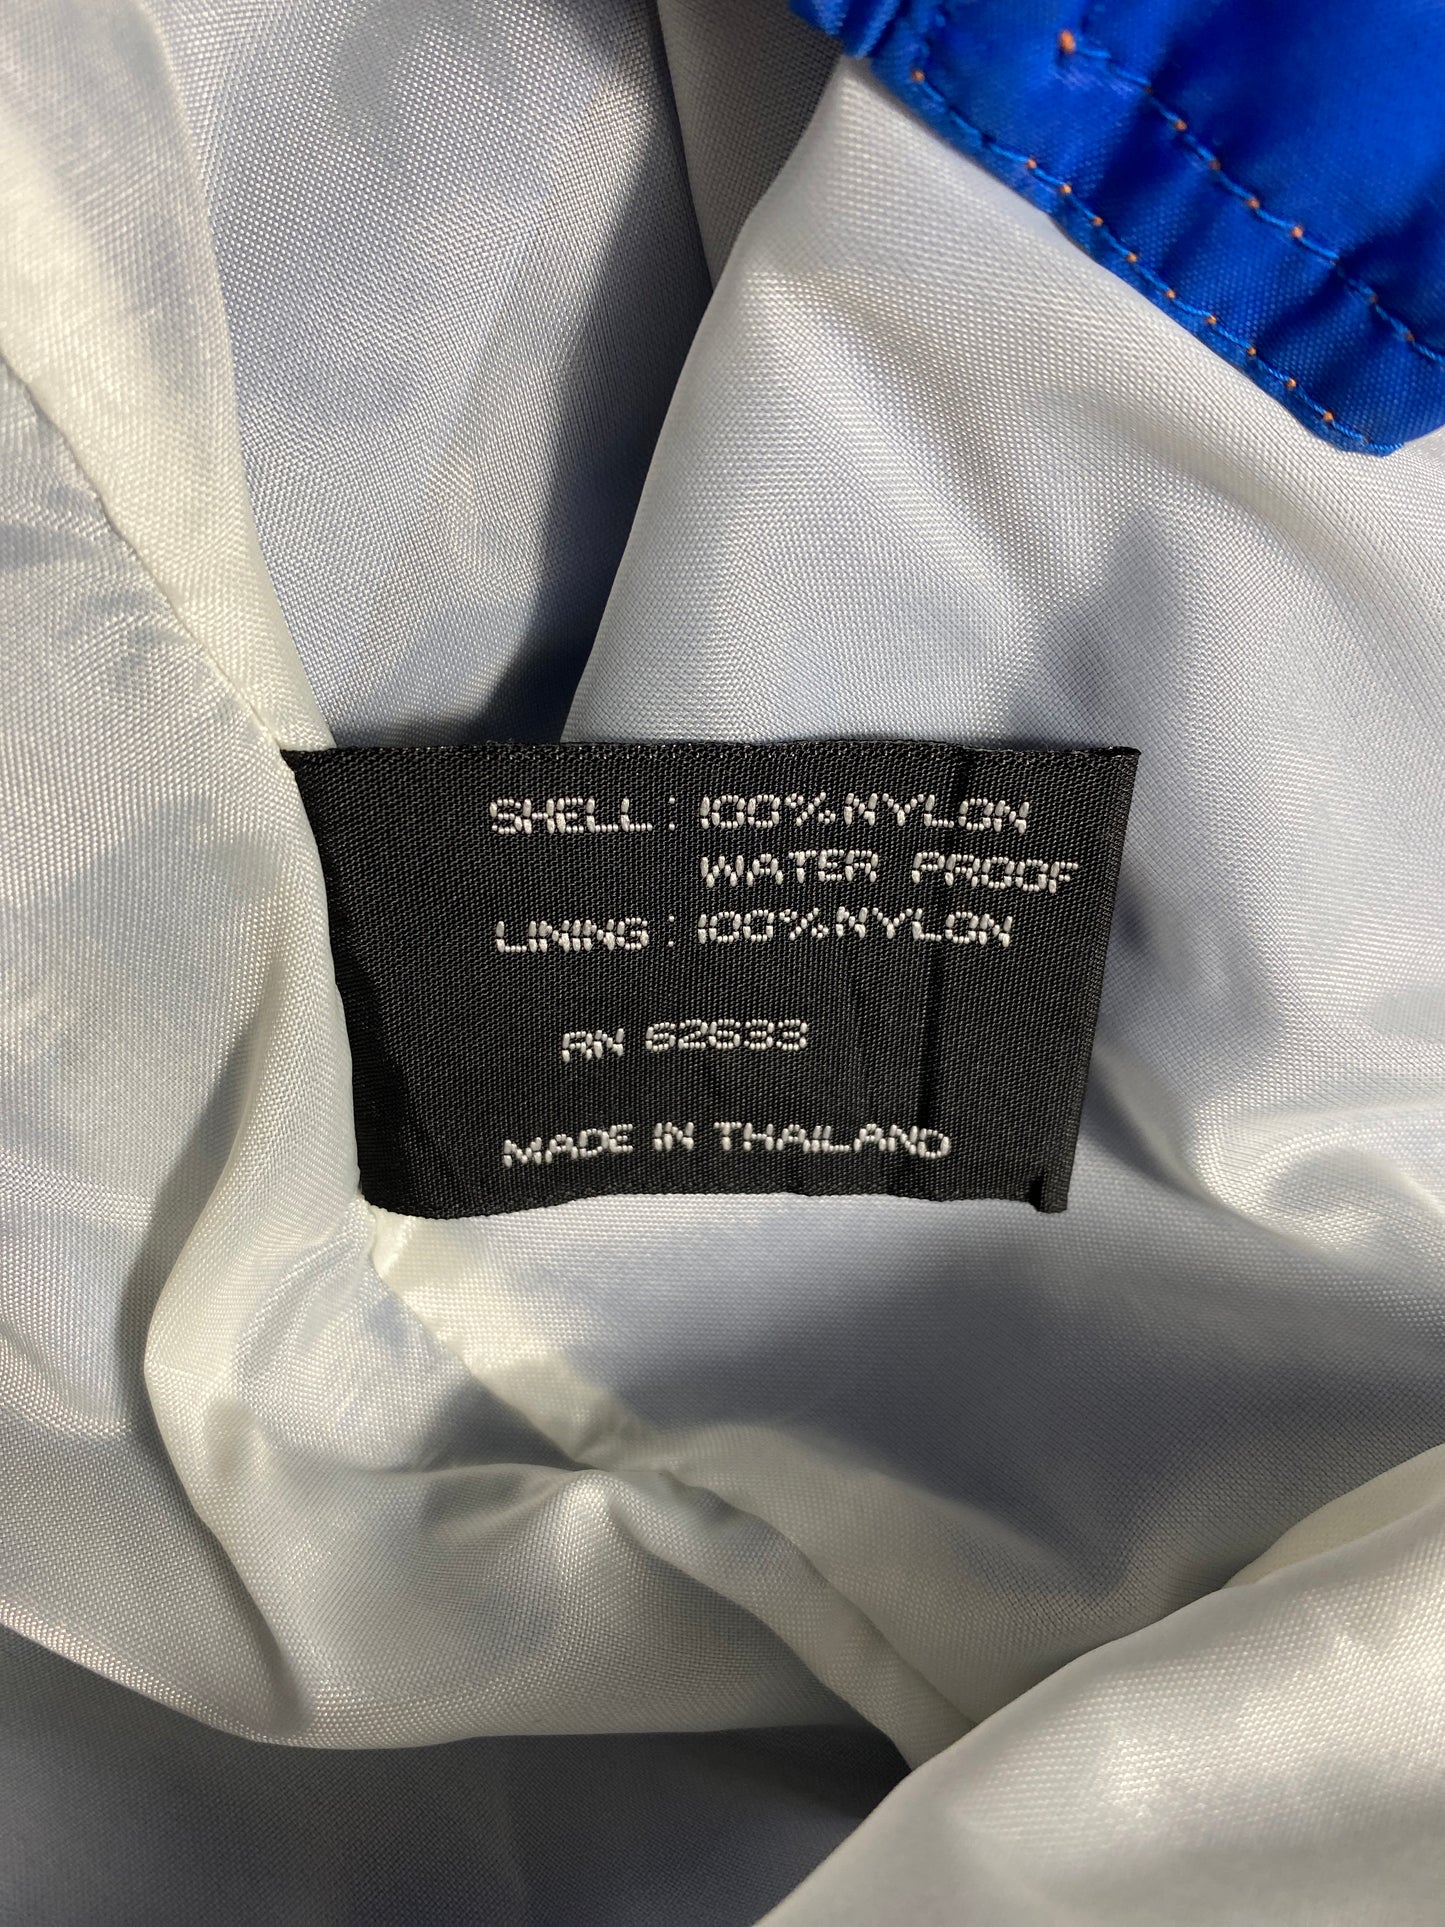 SHELL : 100% NYLON
WATER PROOF
LINING : 100% NYLON
RN 62633
MADE IN THAILAND